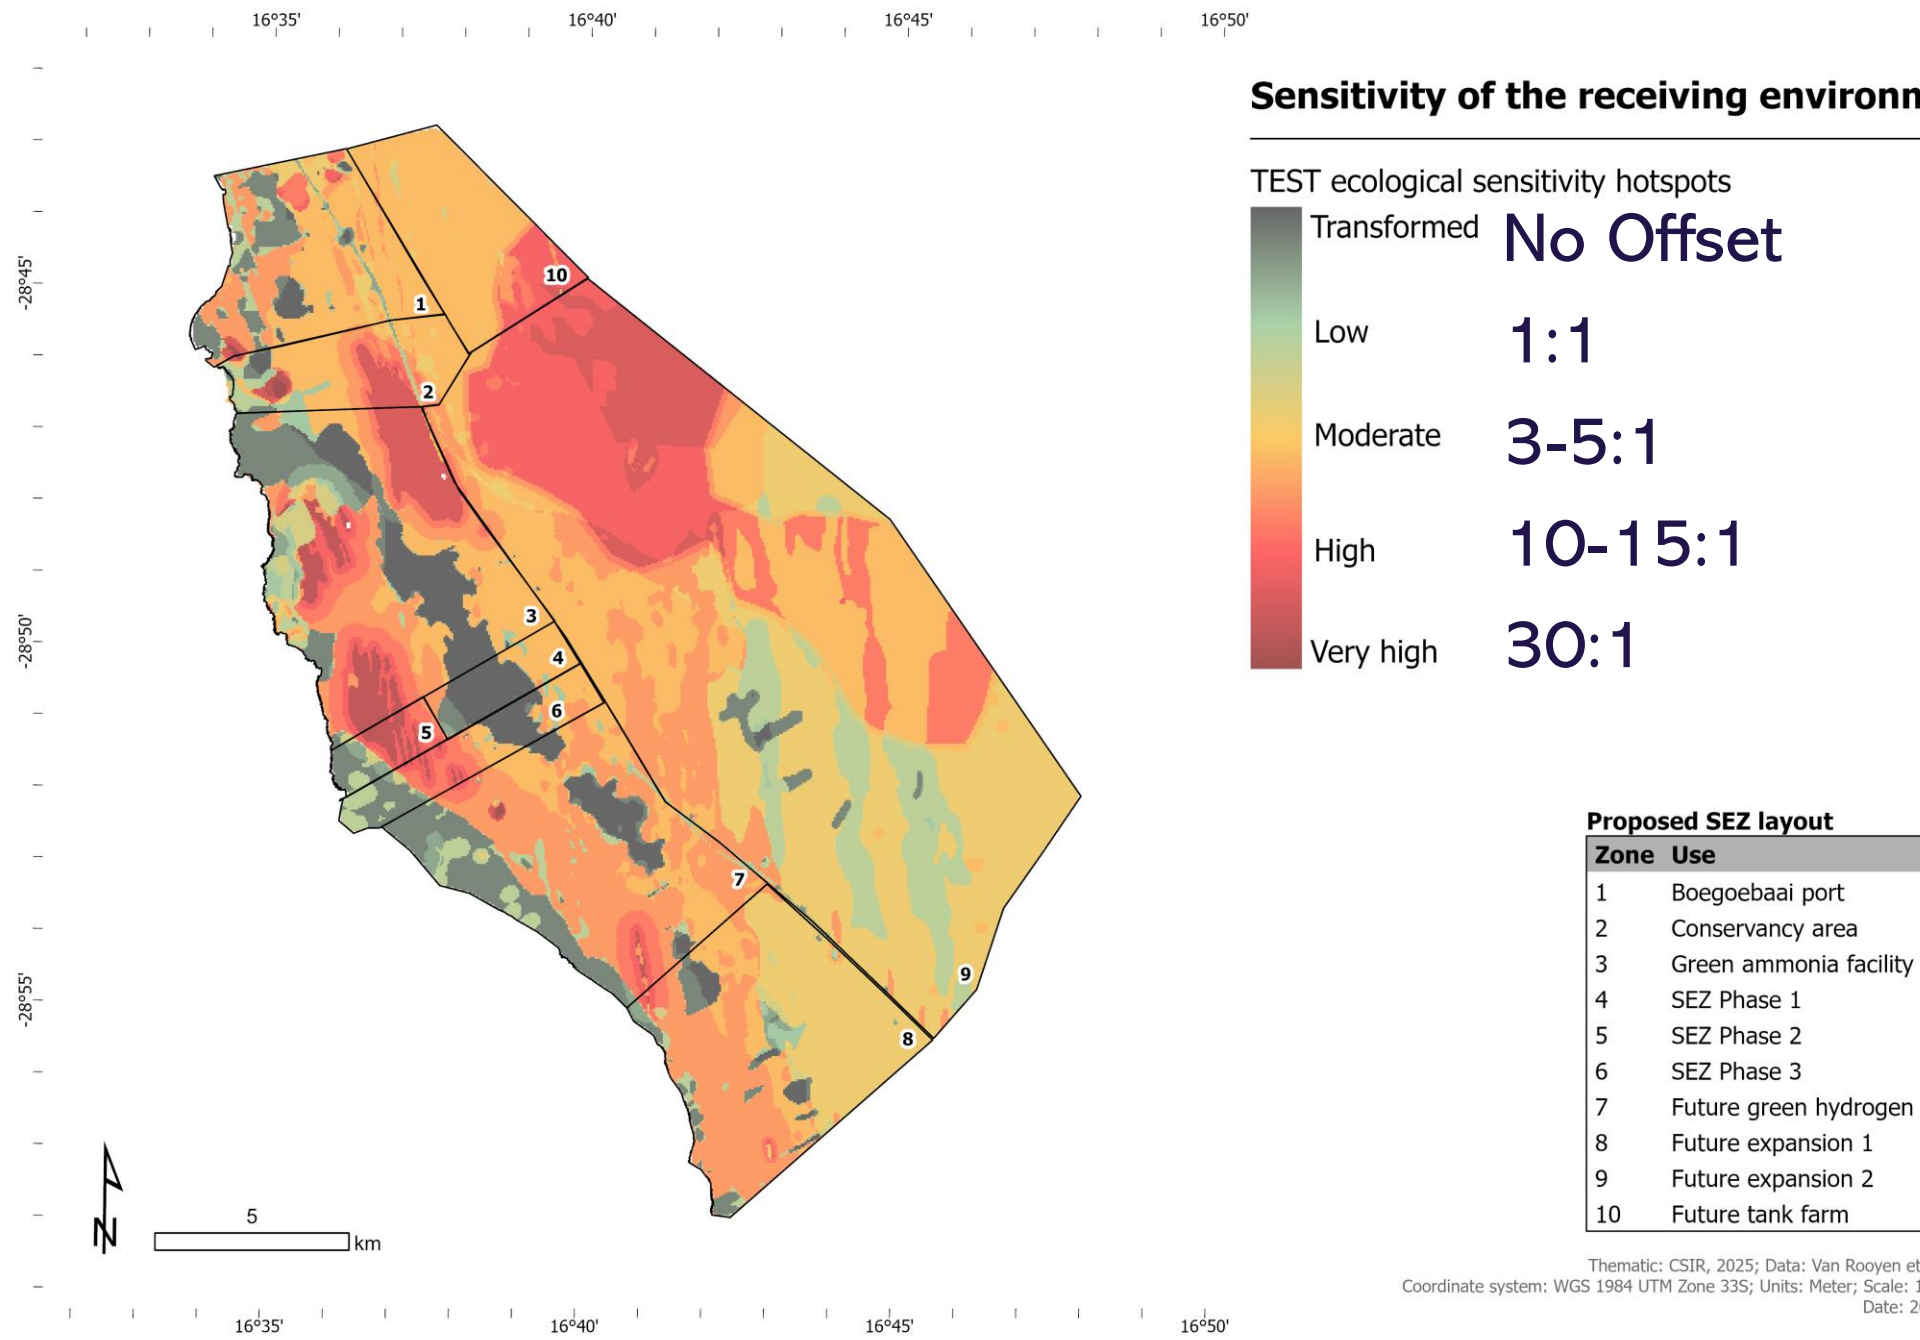 16°35' 16°40' 16°45' 16°50'
Sensitivity of the receiving environm
TEST ecological sensitivity hotspots
Transformed No Offset
Low 1:1
Moderate 3-5:1
High 10-15:1
Very high 30:1
-28°45'
-28°50'
-28°55'
10
1
2
3
4
6
5
7
9
8
Proposed SEZ layout
Zone Use
1 Boegoebaai port
2 Conservancy area
3 Green ammonia facility
4 SEZ Phase 1
5 SEZ Phase 2
6 SEZ Phase 3
7 Future green hydrogen
8 Future expansion 1
9 Future expansion 2
10 Future tank farm
N
5
km
Thematic: CSIR, 2025; Data: Van Rooyen et
Coordinate system: WGS 1984 UTM Zone 33S; Units: Meter; Scale: 1
Date: 2
16°35' 16°40' 16°45' 16°50'